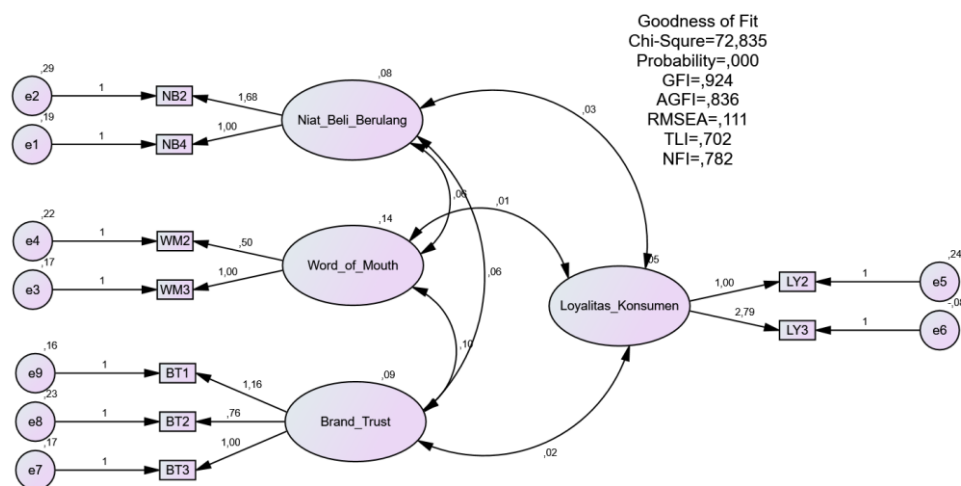 Goodness of Fit
Chi-Squre=72,835
Probability=,000
GFI=,924
AGFI=,836
RMSEA=,111
TLI=,702
NFI=,782
,29
e2
1
NB2
1,68
,08
Niat_Beli_Berulang
,03
,19
e1
1
NB4
1,00
,06
,22
e4
1
WM2
,50
,14
Word_of_Mouth
,01
,17
e3
1
WM3
1,00
,06
,05
Loyalitas_Konsumen
1,00
LY2
1
,24
e5
2,79
LY3
1
-,08
e6
,10
,16
e9
1
BT1
1,16
,09
Brand_Trust
,02
,23
e8
1
BT2
,76
,17
e7
1
BT3
1,00